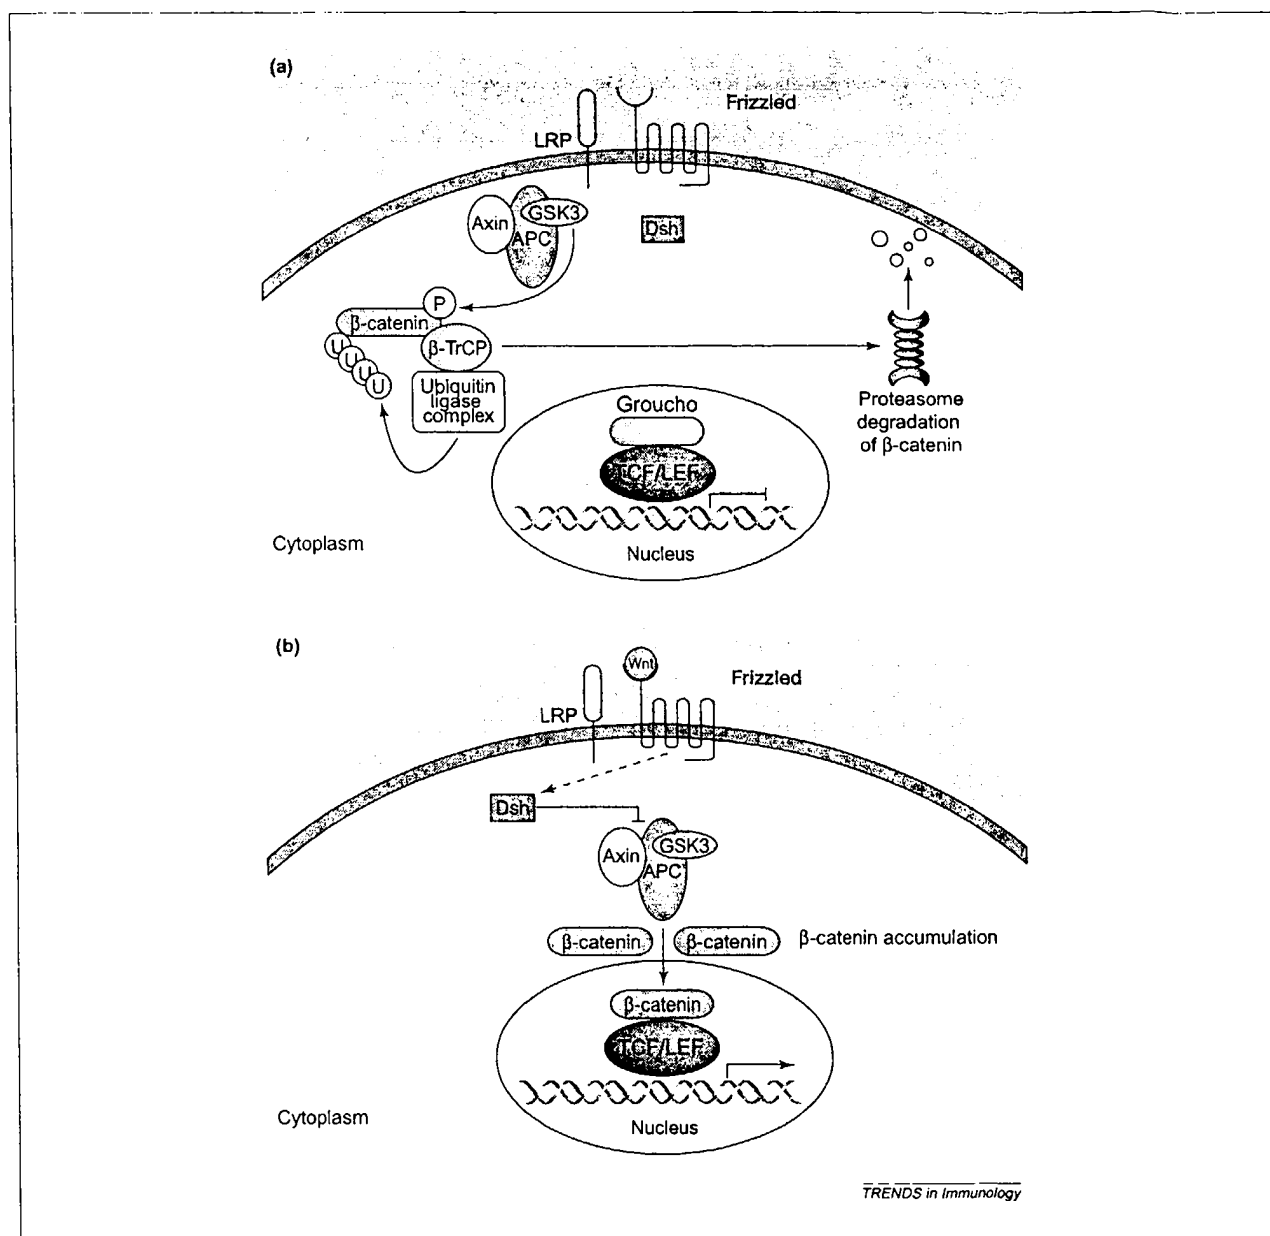 (a)
Frizzled
LRP
Axin
GSK3
APC
Dsh
P
β-catenin
β-TrCP
U
U
U
U
Ubiquitin
ligase
complex
Proteasome
degradation
of β-catenin
Groucho
TCF/LEF
Nucleus
Cytoplasm
(b)
Wnt
Frizzled
LRP
Dsh
Axin
GSK3
APC
β-catenin
β-catenin
β-catenin accumulation
β-catenin
TCF/LEF
Nucleus
Cytoplasm
TRENDS in Immunology